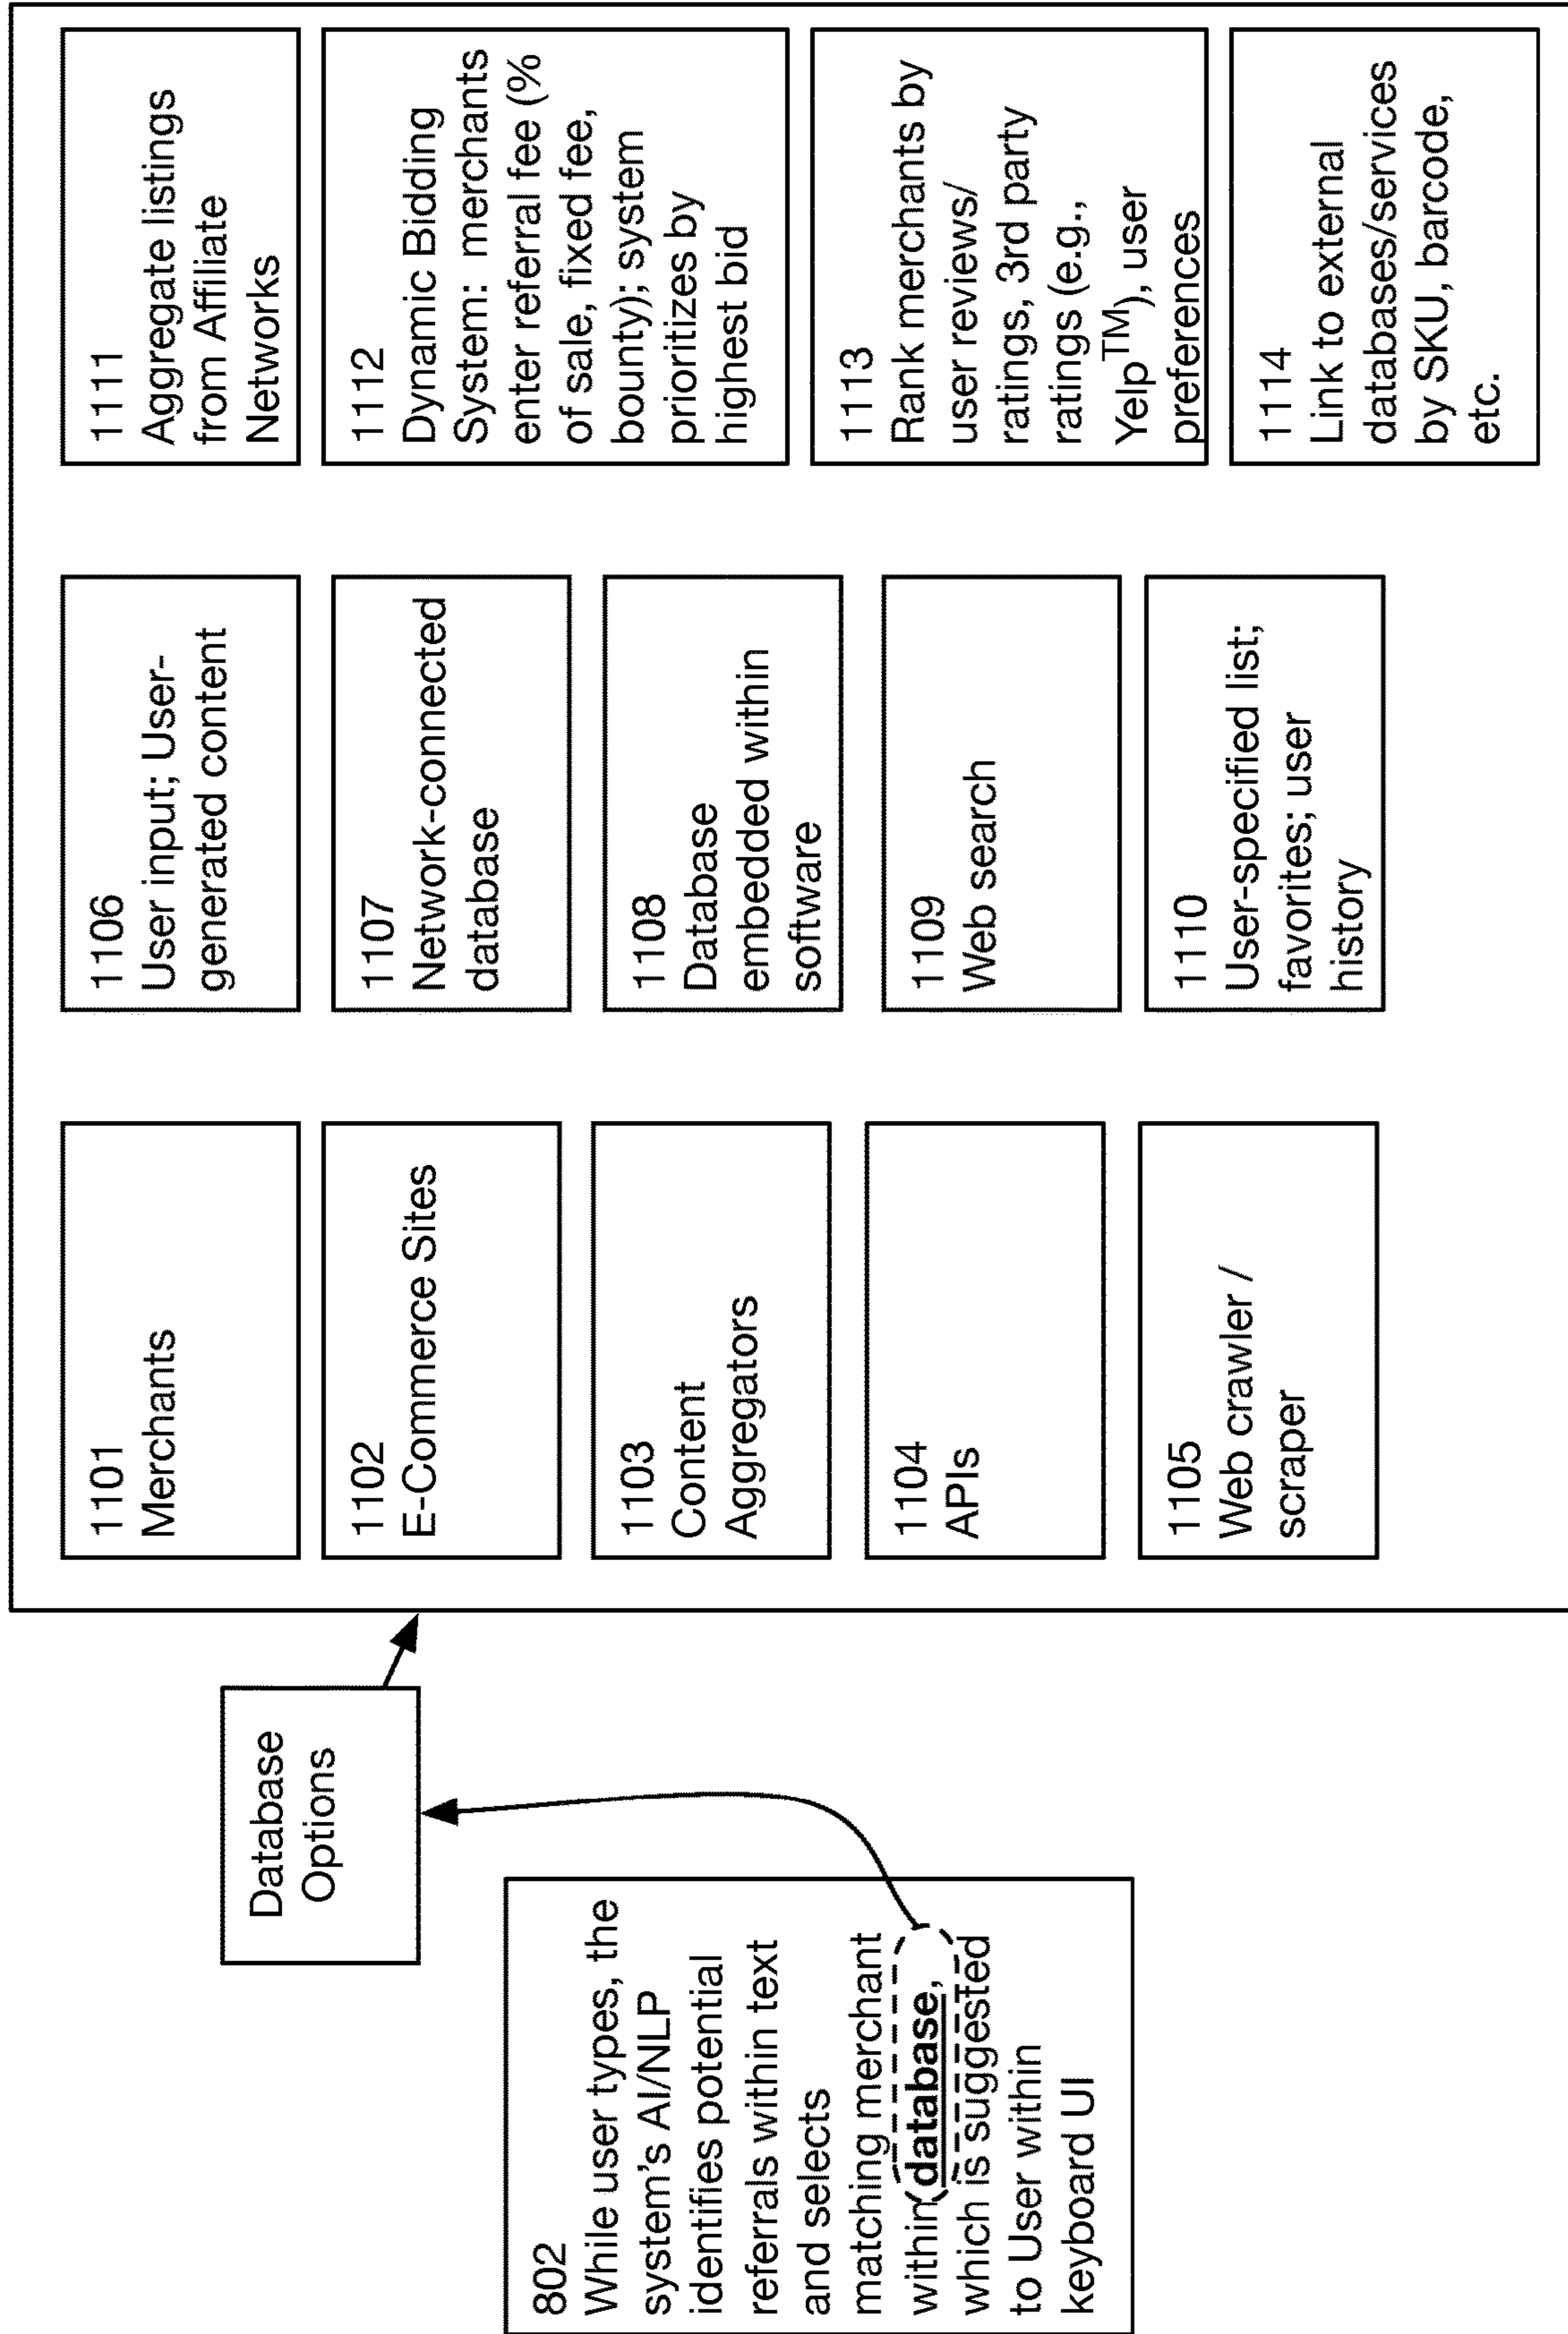 802
While user types, the
system's AI/NLP
identifies potential
referrals within text
and selects
matching merchant
within database,
which is suggested
to User within
keyboard UI
Database
Options
1101
Merchants
1102
E-Commerce Sites
1103
Content
Aggregators
1104
APIs
1105
Web crawler /
scraper
1106
User input; User-
generated content
1107
Network-connected
database
1108
Database
embedded within
software
1109
Web search
1110
User-specified list;
favorites; user
history
1111
Aggregate listings
from Affiliate
Networks
1112
Dynamic Bidding
System: merchants
enter referral fee (%
of sale, fixed fee,
bounty); system
prioritizes by
highest bid
1113
Rank merchants by
user reviews/
ratings, 3rd party
ratings (e.g.,
Yelp™), user
preferences
1114
Link to external
databases/services
by SKU, barcode,
etc.